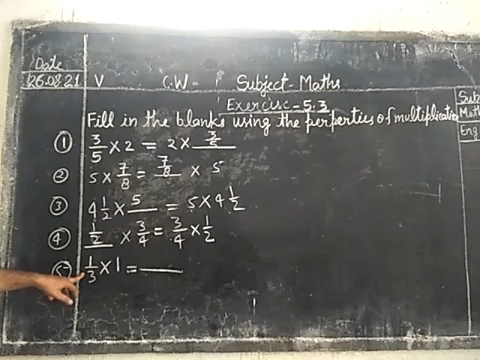 Date
26.08.21 V C.W- Subject - Maths Sub
Exercise - 5.3
Fill in the blanks using the perperties of multiplication Math
① 3/5 × 2 = 2 × 3/5 Eng
② 5 × 7/8 = 7/8 × 5
③ 4 1/2 × 5 = 5 × 4 1/2
④ 1/2 × 3/4 = 3/4 × 1/2
⑤ 1/3 × 1 = ____